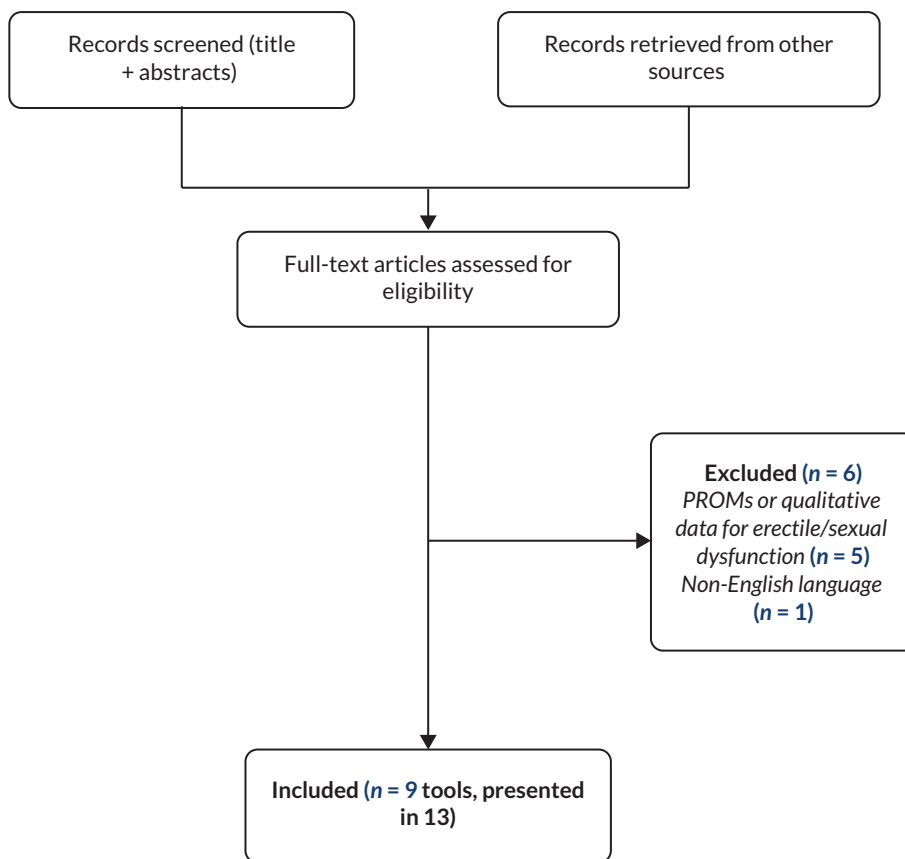 Records screened (title
+ abstracts)
Records retrieved from other
sources
Full-text articles assessed for
eligibility
Excluded (n = 6)
PROMs or qualitative
data for erectile/sexual
dysfunction (n = 5)
Non-English language
(n = 1)
Included (n = 9 tools, presented
in 13)